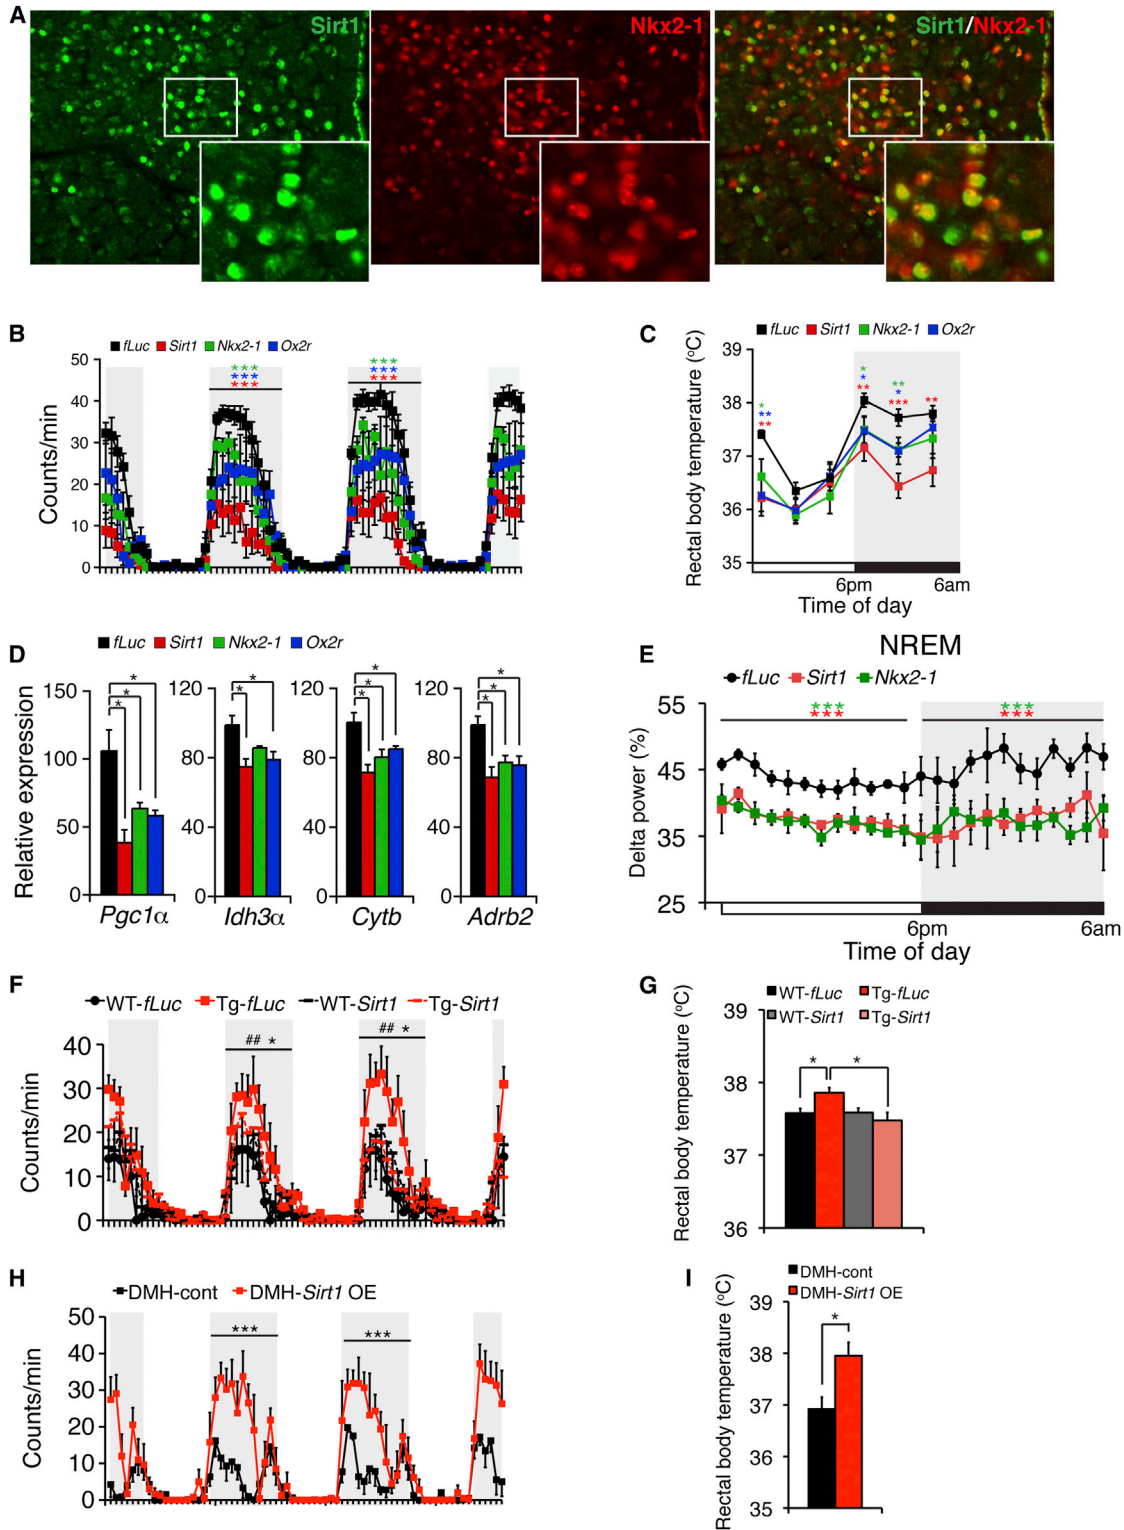 A
Sirt1
Nkx2-1
Sirt1/Nkx2-1
B
fLuc Sirt1 Nkx2-1 Ox2r
***
***
***
***
***
***
50
40
30
20
10
0
Counts/min
C
fLuc Sirt1 Nkx2-1 Ox2r
39
38
37
36
35
Rectal body temperature (°C)
*
*
**
*
*
**
**
*
***
**
6pm
6am
Time of day
D
fLuc Sirt1 Nkx2-1 Ox2r
Relative expression
150
100
50
0
*
*
*
Pgc1α
120
80
40
0
*
*
Idh3α
120
80
40
0
*
*
*
Cytb
120
80
40
0
*
*
*
Adrb2
E
NREM
fLuc Sirt1 Nkx2-1
55
45
35
25
Delta power (%)
***
***
***
***
6pm
6am
Time of day
F
WT-fLuc Tg-fLuc WT-Sirt1 Tg-Sirt1
40
30
20
10
0
Counts/min
## *
## *
G
WT-fLuc Tg-fLuc
WT-Sirt1 Tg-Sirt1
39
38
37
36
Rectal body temperature (°C)
*
*
H
DMH-cont DMH-Sirt1 OE
50
40
30
20
10
0
Counts/min
***
***
I
DMH-cont
DMH-Sirt1 OE
39
38
37
36
35
Rectal body temperature (°C)
*